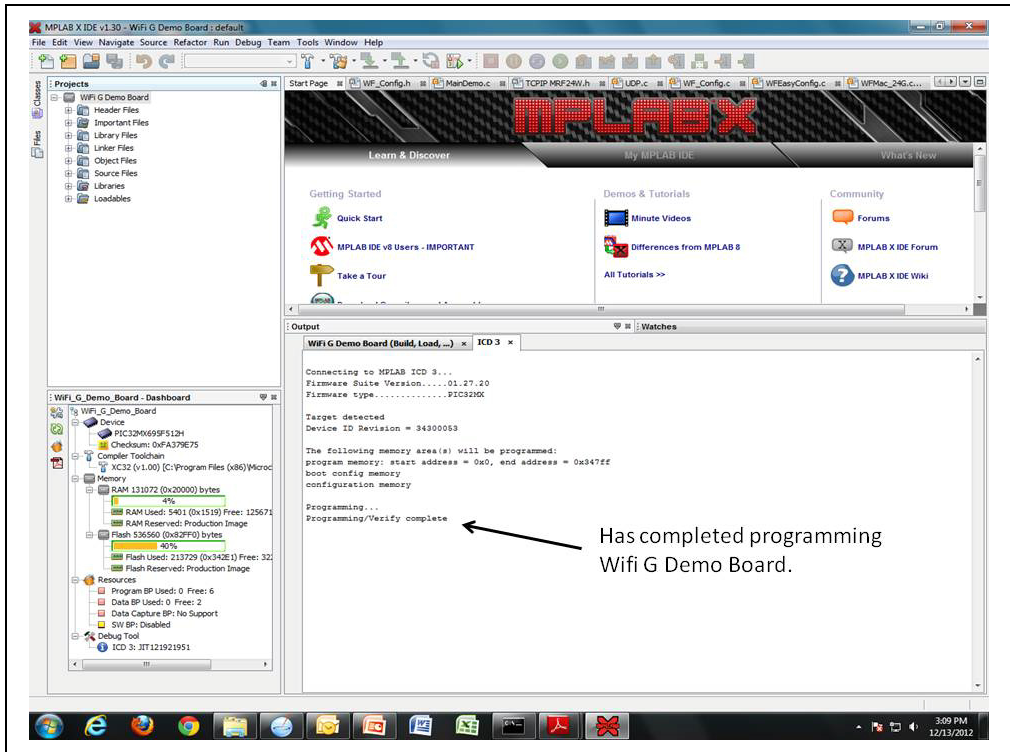 MPLAB X IDE v1.30 - WiFi G Demo Board : default
File Edit View Navigate Source Refactor Run Debug Team Tools Window Help
Classes
Files
Projects
WiFi G Demo Board
Header Files
Important Files
Library Files
Linker Files
Object Files
Source Files
Libraries
Loadables
Start Page WF_Config.h MainDemo.c TCPIP MRF24W.h UDP.c WF_Config.c WFEasyConfig.c WFMac_24G.c...
MPLABX
Learn & Discover My MPLAB IDE What's New
Getting Started Demos & Tutorials Community
Quick Start Minute Videos Forums
MPLAB IDE v8 Users - IMPORTANT Differences from MPLAB 8 MPLAB X IDE Forum
Take a Tour All Tutorials >> MPLAB X IDE Wiki
Output Watches
WiFi G Demo Board (Build, Load, ...) × ICD 3 ×
Connecting to MPLAB ICD 3...
Firmware Suite Version.....01.27.20
Firmware type..............PIC32MX
Target detected
Device ID Revision = 34300053
The following memory area(s) will be programmed:
program memory: start address = 0x0, end address = 0x347ff
boot config memory
configuration memory
Programming...
Programming/Verify complete
Has completed programming
Wifi G Demo Board.
WiFi_G_Demo_Board - Dashboard
WiFi_G_Demo_Board
Device
PIC32MX695F512H
Checksum: 0xFA379E75
Compiler Toolchain
XC32 (v1.00) [C:\Program Files (x86)\Microc
Memory
RAM 131072 (0x20000) bytes
4%
RAM Used: 5401 (0x1519) Free: 125671
RAM Reserved: Production Image
Flash 536560 (0x82FF0) bytes
40%
Flash Used: 213729 (0x342E1) Free: 32
Flash Reserved: Production Image
Resources
Program BP Used: 0 Free: 6
Data BP Used: 0 Free: 2
Data Capture BP: No Support
SW BP: Disabled
Debug Tool
ICD 3: JIT121921951
3:09 PM
12/13/2012